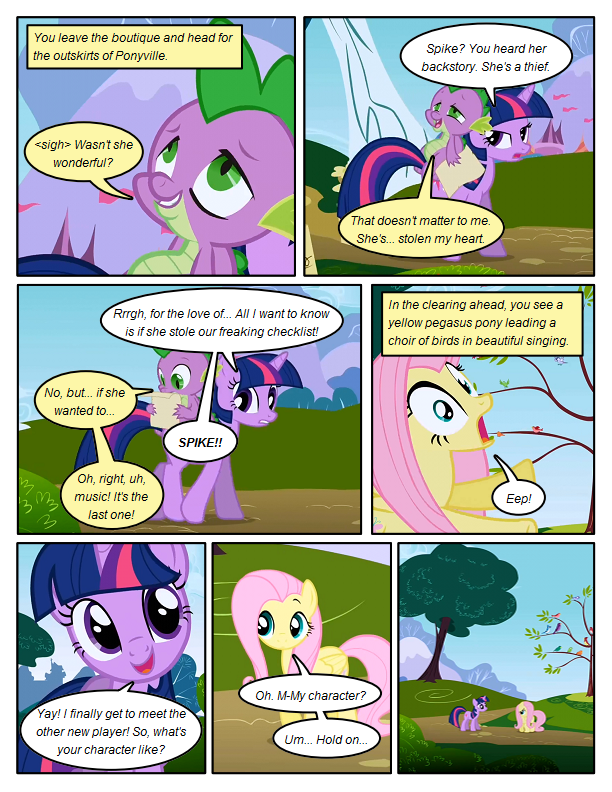 You leave the boutique and head for
the outskirts of Ponyville.
<sigh> Wasn't she
wonderful?
Spike? You heard her
backstory. She's a thief.
That doesn't matter to me.
She's... stolen my heart.
Rrrgh, for the love of... All I want to know
is if she stole our freaking checklist!
No, but... if she
wanted to...
SPIKE!!
Oh, right, uh,
music! It's the
last one!
In the clearing ahead, you see a
yellow pegasus pony leading a
choir of birds in beautiful singing.
Eep!
Yay! I finally get to meet the
other new player! So, what's
your character like?
Oh. M-My character?
Um... Hold on...